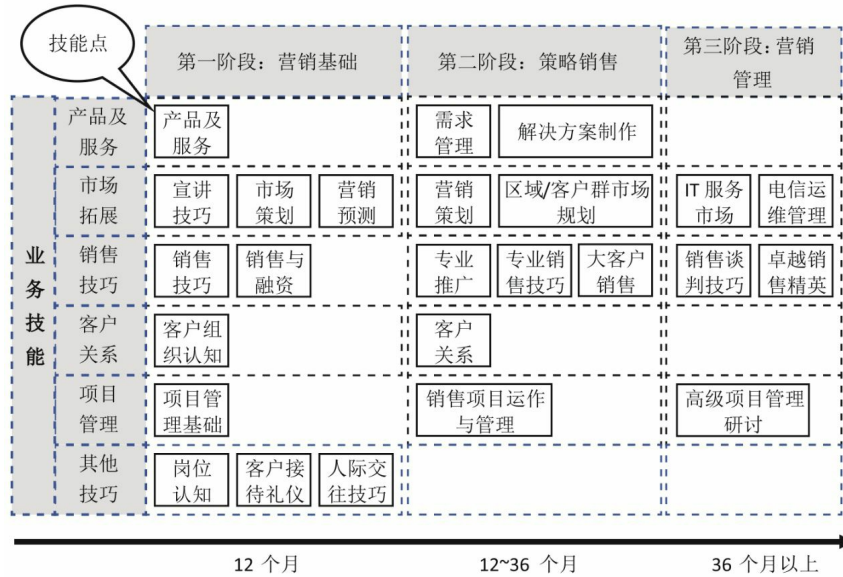 技能点
第一阶段：营销基础
第二阶段：策略销售
第三阶段：营销
管理
业务技能
产品及
服务
产品及
服务
需求
管理
解决方案制作
市场
拓展
宣讲
技巧
市场
策划
营销
预测
营销
策划
区域/客户群市场
规划
IT 服务
市场
电信运
维管理
销售
技巧
销售
技巧
销售与
融资
专业
推广
专业销
售技巧
大客户
销售
销售谈
判技巧
卓越销
售精英
客户
关系
客户组
织认知
客户
关系
项目
管理
项目管
理基础
销售项目运作
与管理
高级项目管理
研讨
其他
技巧
岗位
认知
客户接
待礼仪
人际交
往技巧
12 个月
12~36 个月
36 个月以上